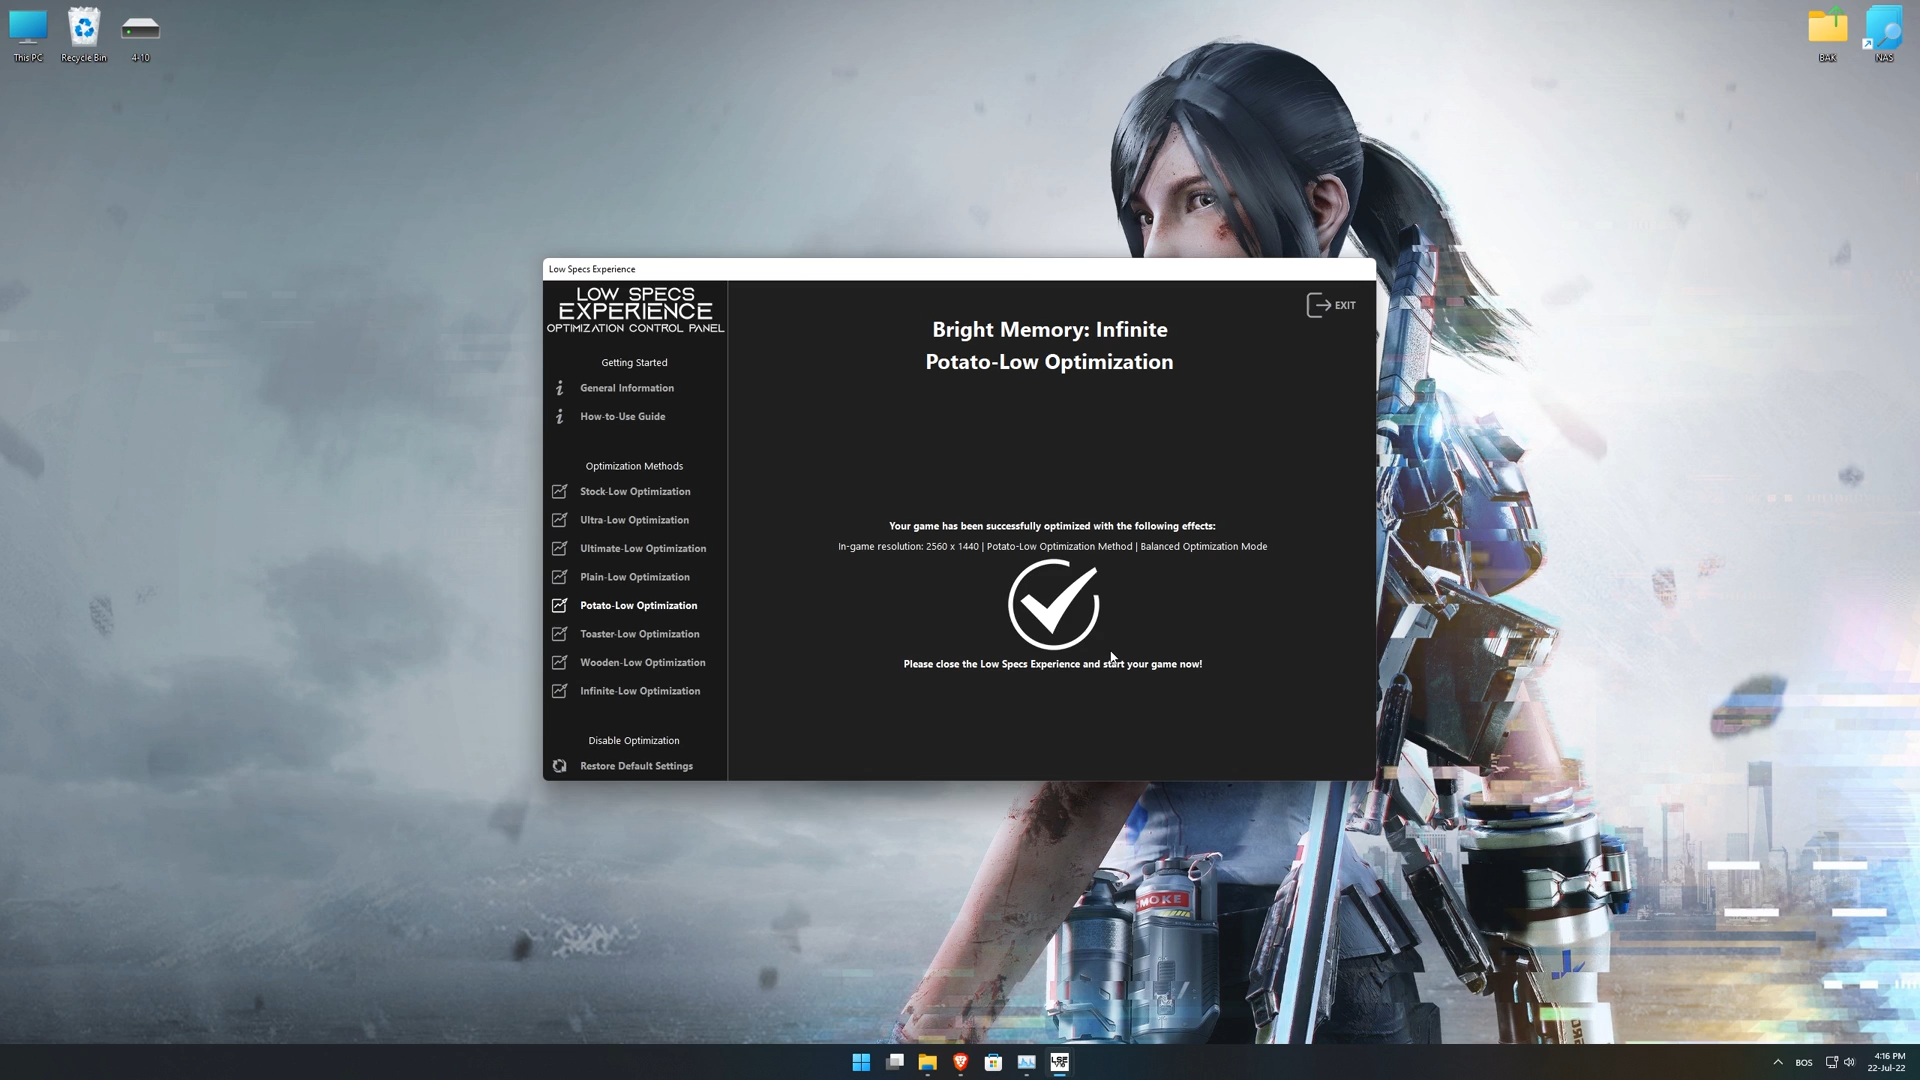 This PC
Recycle Bin
4-10
BAK
NAS
Low Specs Experience
LOW SPECS
EXPERIENCE
OPTIMIZATION CONTROL PANEL
Getting Started
General Information
How-to-Use Guide
Optimization Methods
Stock-Low Optimization
Ultra-Low Optimization
Ultimate-Low Optimization
Plain-Low Optimization
Potato-Low Optimization
Toaster-Low Optimization
Wooden-Low Optimization
Infinite-Low Optimization
Disable Optimization
Restore Default Settings
EXIT
Bright Memory: Infinite
Potato-Low Optimization
Your game has been successfully optimized with the following effects:
In-game resolution: 2560 x 1440 | Potato-Low Optimization Method | Balanced Optimization Mode
Please close the Low Specs Experience and start your game now!
SMOKE
LSE
BOS
4:16 PM
22-Jul-22